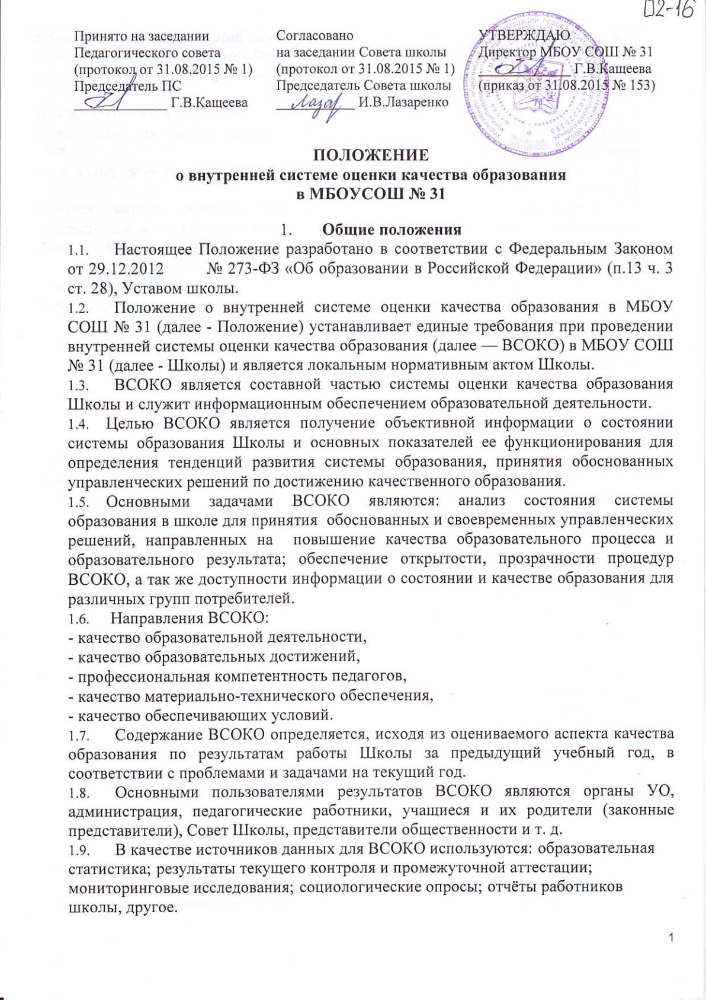 02-16
Принято на заседании
Педагогического совета
(протокол от 31.08.2015 № 1)
Председатель ПС
_____________ Г.В.Кащеева
Согласовано
на заседании Совета школы
(протокол от 31.08.2015 № 1)
Председатель Совета школы
Лазар
___________ И.В.Лазаренко
УТВЕРЖДАЮ
Директор МБОУ СОШ № 31
_____________ Г.В.Кащеева
(приказ от 31.08.2015 № 153)
ПОЛОЖЕНИЕ
о внутренней системе оценки качества образования
в МБОУСОШ № 31
1. Общие положения
1.1. Настоящее Положение разработано в соответствии с Федеральным Законом
от 29.12.2012 № 273-ФЗ «Об образовании в Российской Федерации» (п.13 ч. 3
ст. 28), Уставом школы.
1.2. Положение о внутренней системе оценки качества образования в МБОУ
СОШ № 31 (далее - Положение) устанавливает единые требования при проведении
внутренней системы оценки качества образования (далее — ВСОКО) в МБОУ СОШ
№ 31 (далее - Школы) и является локальным нормативным актом Школы.
1.3. ВСОКО является составной частью системы оценки качества образования
Школы и служит информационным обеспечением образовательной деятельности.
1.4. Целью ВСОКО является получение объективной информации о состоянии
системы образования Школы и основных показателей ее функционирования для
определения тенденций развития системы образования, принятия обоснованных
управленческих решений по достижению качественного образования.
1.5. Основными задачами ВСОКО являются: анализ состояния системы
образования в школе для принятия обоснованных и своевременных управленческих
решений, направленных на повышение качества образовательного процесса и
образовательного результата; обеспечение открытости, прозрачности процедур
ВСОКО, а так же доступности информации о состоянии и качестве образования для
различных групп потребителей.
1.6. Направления ВСОКО:
- качество образовательной деятельности,
- качество образовательных достижений,
- профессиональная компетентность педагогов,
- качество материально-технического обеспечения,
- качество обеспечивающих условий.
1.7. Содержание ВСОКО определяется, исходя из оцениваемого аспекта качества
образования по результатам работы Школы за предыдущий учебный год, в
соответствии с проблемами и задачами на текущий год.
1.8. Основными пользователями результатов ВСОКО являются органы УО,
администрация, педагогические работники, учащиеся и их родители (законные
представители), Совет Школы, представители общественности и т. д.
1.9. В качестве источников данных для ВСОКО используются: образовательная
статистика; результаты текущего контроля и промежуточной аттестации;
мониторинговые исследования; социологические опросы; отчёты работников
школы, другое.
1